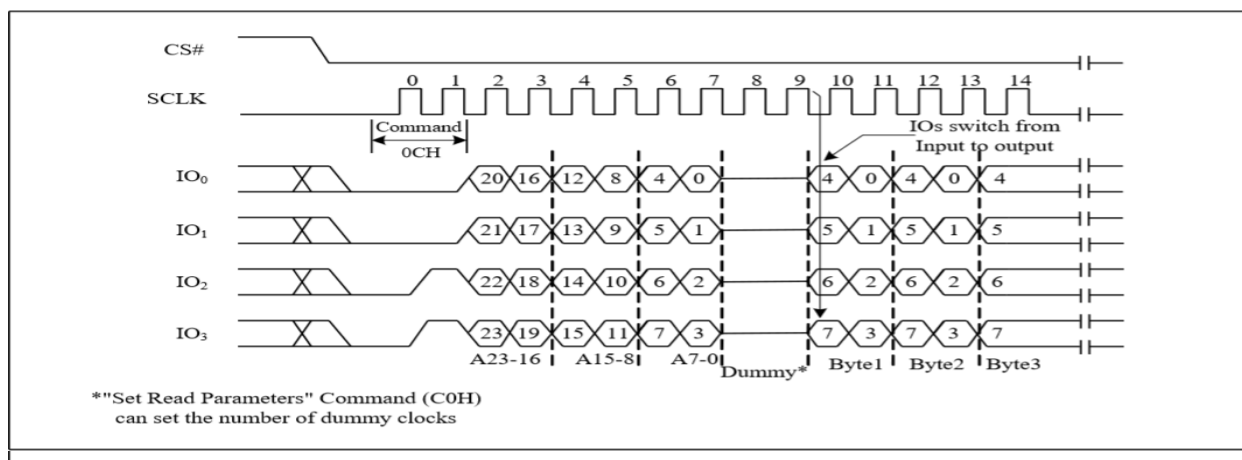 CS#
0 1 2 3 4 5 6 7 8 9 10 11 12 13 14
SCLK
Command
0CH
IOs switch from
Input to output
IO₀ 20 16 12 8 4 0 4 0 4 0 4
IO₁ 21 17 13 9 5 1 5 1 5 1 5
IO₂ 22 18 14 10 6 2 6 2 6 2 6
IO₃ 23 19 15 11 7 3 7 3 7 3 7
A23-16 A15-8 A7-0 Dummy* Byte1 Byte2 Byte3
*"Set Read Parameters" Command (C0H)
can set the number of dummy clocks